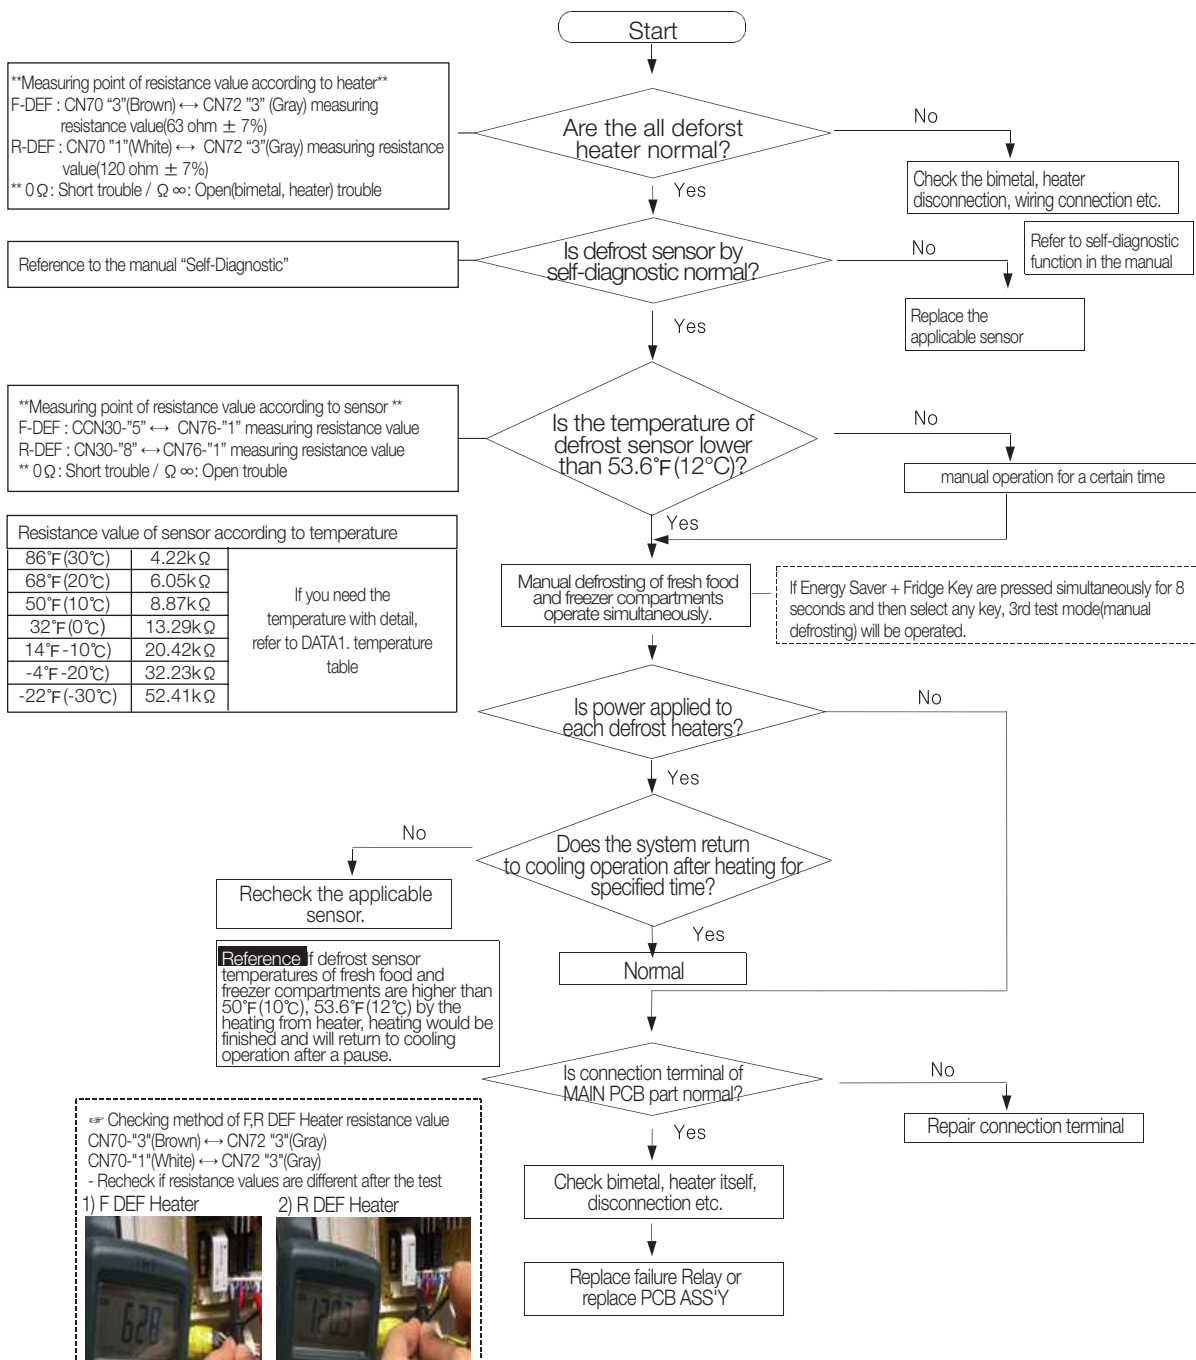 Start
**Measuring point of resistance value according to heater**
F-DEF : CN70 “3”(Brown) ↔ CN72 ”3” (Gray) measuring
resistance value(63 ohm ± 7%)
R-DEF : CN70 ”1”(White) ↔ CN72 “3”(Gray) measuring resistance
value(120 ohm ± 7%)
** 0Ω: Short trouble / Ω ∞: Open(bimetal, heater) trouble
Are the all deforst
heater normal?
No
Check the bimetal, heater
disconnection, wiring connection etc.
Yes
Reference to the manual “Self-Diagnostic”
Is defrost sensor by
self-diagnostic normal?
No
Refer to self-diagnostic
function in the manual
Replace the
applicable sensor
Yes
**Measuring point of resistance value according to sensor **
F-DEF : CCN30-”5” ↔ CN76-”1” measuring resistance value
R-DEF : CN30-”8” ↔ CN76-”1” measuring resistance value
** 0Ω: Short trouble / Ω ∞: Open trouble
Is the temperature of
defrost sensor lower
than 53.6°F(12°C)?
No
manual operation for a certain time
Yes
Resistance value of sensor according to temperature
86°F(30°C) 4.22kΩ
68°F(20°C) 6.05kΩ
50°F(10°C) 8.87kΩ
32°F(0°C) 13.29kΩ
14°F-10°C) 20.42kΩ
-4°F-20°C) 32.23kΩ
-22°F(-30°C) 52.41kΩ
If you need the
temperature with detail,
refer to DATA1. temperature
table
Manual defrosting of fresh food
and freezer compartments
operate simultaneously.
If Energy Saver + Fridge Key are pressed simultaneously for 8
seconds and then select any key, 3rd test mode(manual
defrosting) will be operated.
Is power applied to
each defrost heaters?
No
Yes
Does the system return
to cooling operation after heating for
specified time?
No
Recheck the applicable
sensor.
Reference If defrost sensor
temperatures of fresh food and
freezer compartments are higher than
50°F(10°C), 53.6°F(12°C) by the
heating from heater, heating would be
finished and will return to cooling
operation after a pause.
Yes
Normal
Is connection terminal of
MAIN PCB part normal?
No
Repair connection terminal
Yes
Check bimetal, heater itself,
disconnection etc.
Replace failure Relay or
replace PCB ASS'Y
☞ Checking method of F,R DEF Heater resistance value
CN70-"3"(Brown) ↔ CN72 "3"(Gray)
CN70-"1"(White) ↔ CN72 "3"(Gray)
- Recheck if resistance values are different after the test
1) F DEF Heater
2) R DEF Heater
62.8
120.3